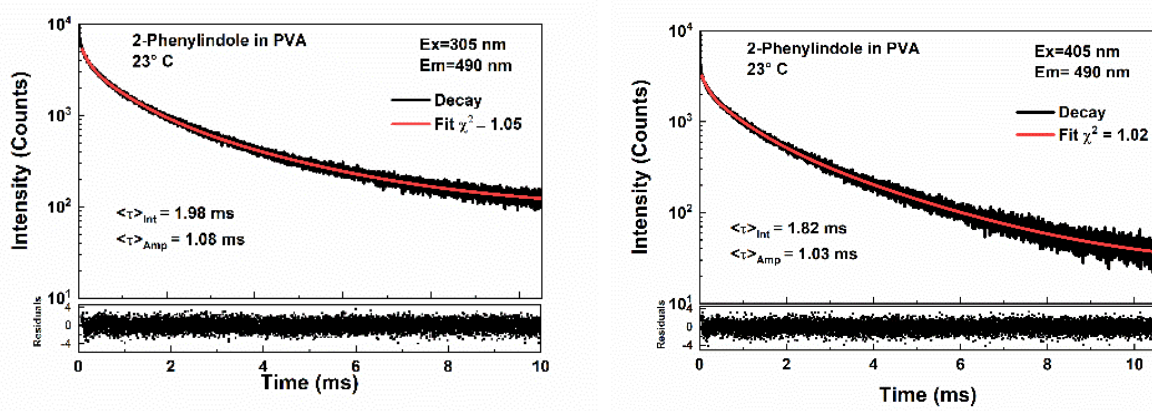 10⁴
2-Phenylindole in PVA
23° C
Ex=305 nm
Em=490 nm
Decay
Fit χ² – 1.05
10³
10²
10¹
Intensity (Counts)
<τ>Int = 1.98 ms
<τ>Amp = 1.08 ms
Residuals
4
0
-4
0 2 4 6 8 10
Time (ms)
10⁴
2-Phenylindole in PVA
23° C
Ex=405 nm
Em= 490 nm
Decay
Fit χ² = 1.02
10³
10²
10¹
Intensity (Counts)
<τ>Int = 1.82 ms
<τ>Amp = 1.03 ms
Residuals
4
0
-4
0 2 4 6 8 10
Time (ms)